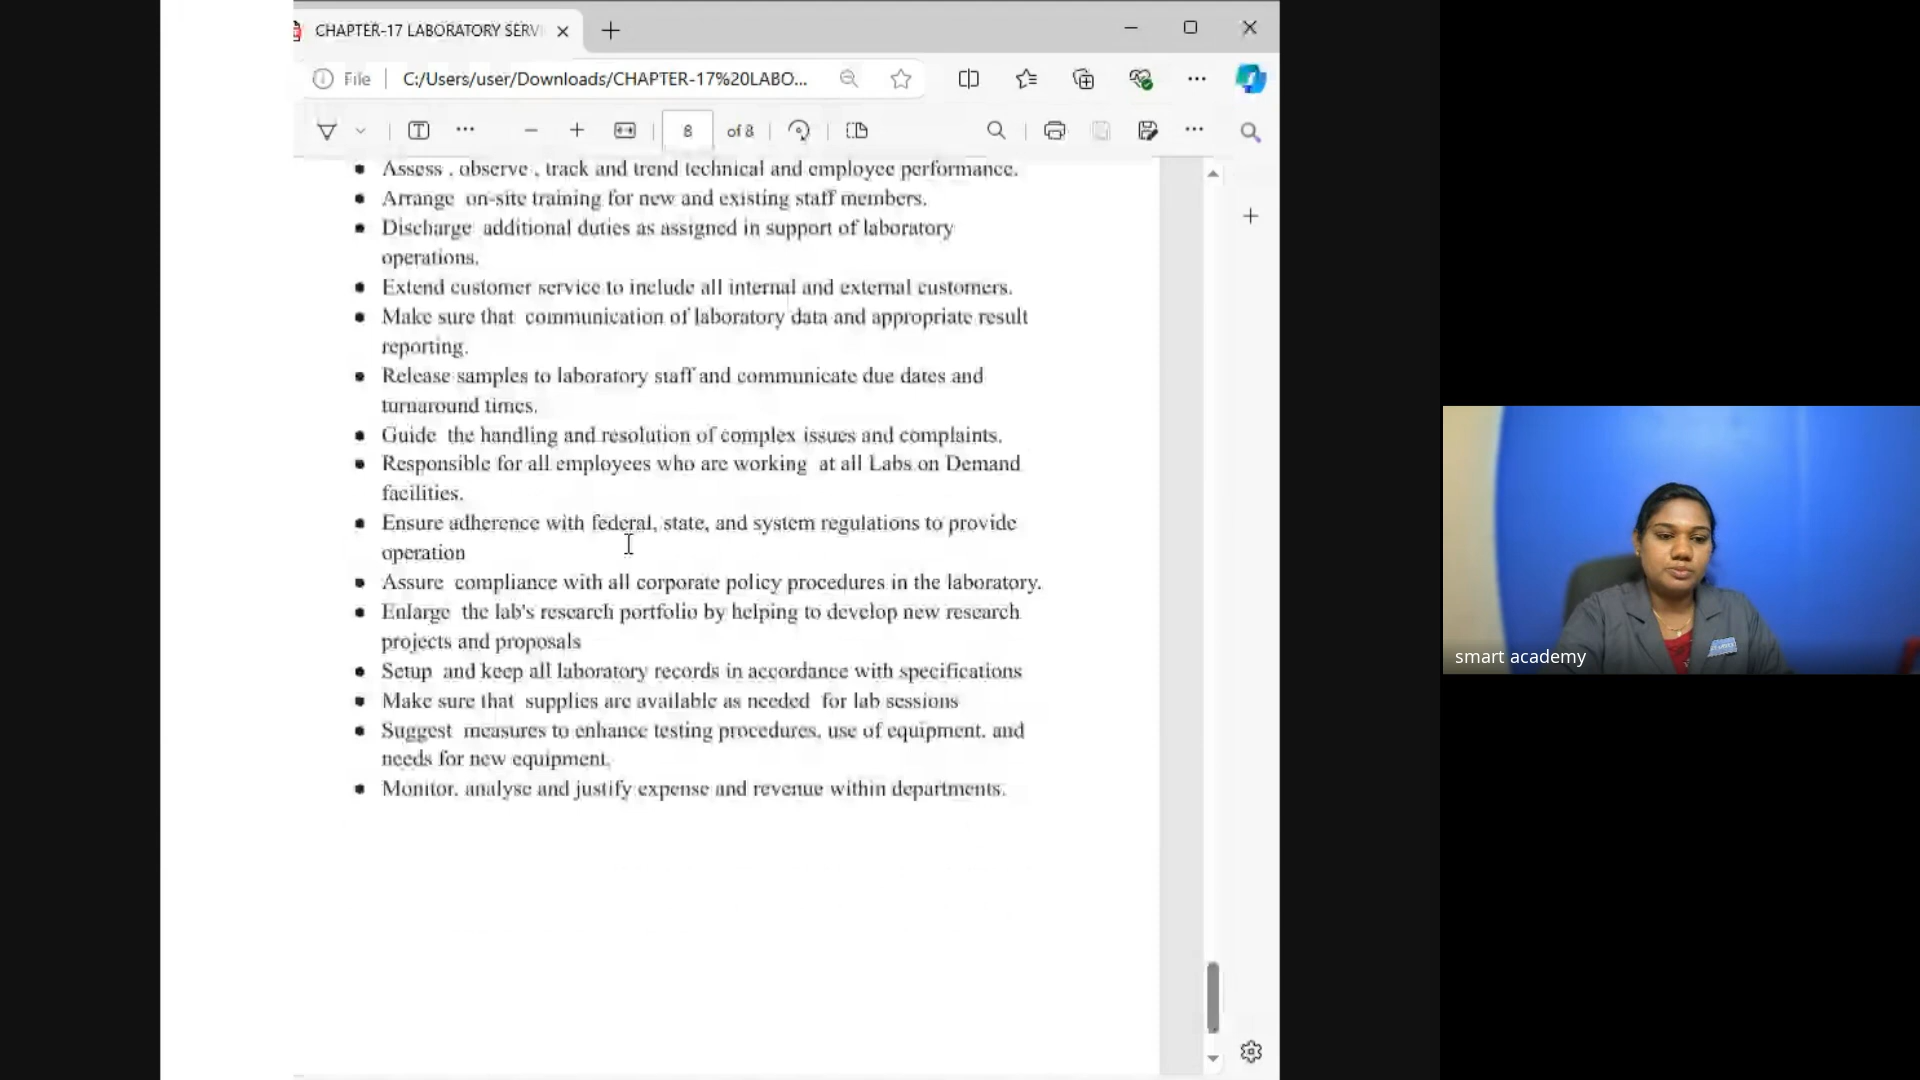 CHAPTER-17 LABORATORY SERVI
File
C:/Users/user/Downloads/CHAPTER-17%20LABO...
8
of 8
● Assess , observe , track and trend technical and employee performance.
● Arrange on-site training for new and existing staff members.
● Discharge additional duties as assigned in support of laboratory
operations.
● Extend customer service to include all internal and external customers.
● Make sure that communication of laboratory data and appropriate result
reporting.
● Release samples to laboratory staff and communicate due dates and
turnaround times.
● Guide the handling and resolution of complex issues and complaints.
● Responsible for all employees who are working at all Labs on Demand
facilities.
● Ensure adherence with federal, state, and system regulations to provide
operation
● Assure compliance with all corporate policy procedures in the laboratory.
● Enlarge the lab's research portfolio by helping to develop new research
projects and proposals
● Setup and keep all laboratory records in accordance with specifications
● Make sure that supplies are available as needed for lab sessions
● Suggest measures to enhance testing procedures, use of equipment, and
needs for new equipment.
● Monitor, analyse and justify expense and revenue within departments.
smart academy